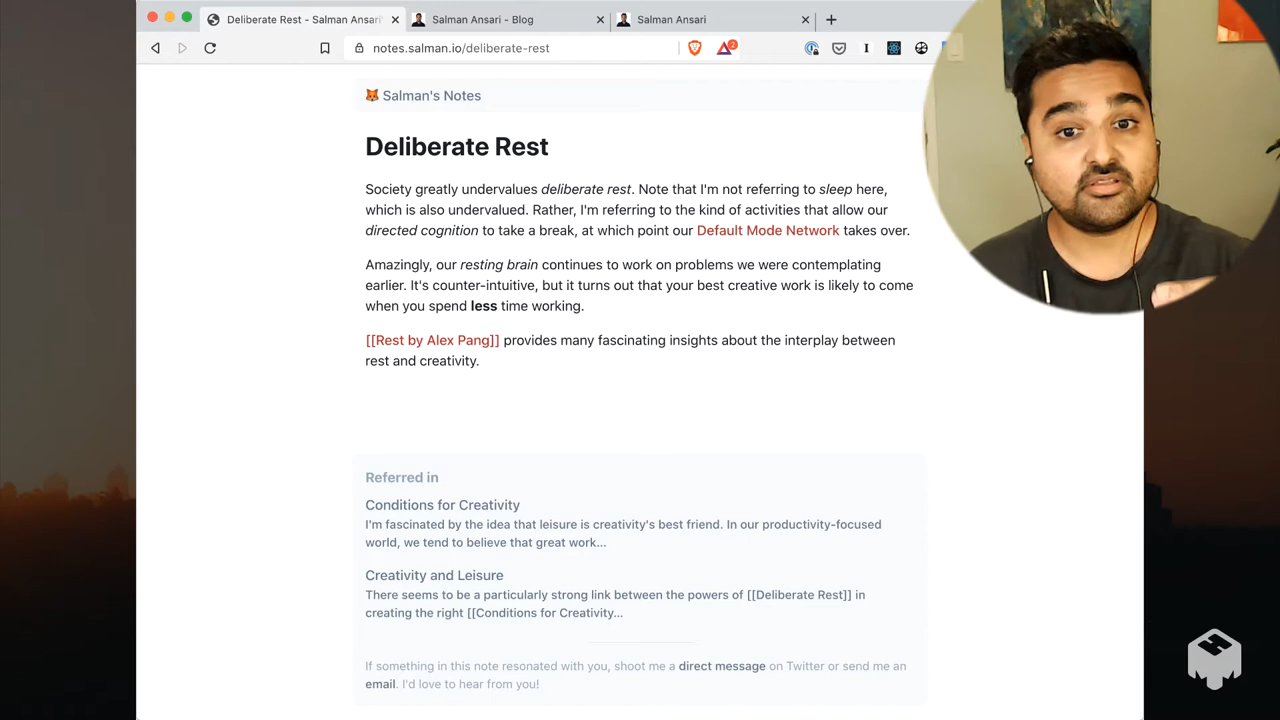 Deliberate Rest - Salman Ansari'
Salman Ansari - Blog
Salman Ansari
notes.salman.io/deliberate-rest
2
🦊 Salman's Notes
Deliberate Rest
Society greatly undervalues deliberate rest. Note that I'm not referring to sleep here,
which is also undervalued. Rather, I'm referring to the kind of activities that allow our
directed cognition to take a break, at which point our Default Mode Network takes over.
Amazingly, our resting brain continues to work on problems we were contemplating
earlier. It's counter-intuitive, but it turns out that your best creative work is likely to come
when you spend less time working.
[[Rest by Alex Pang]] provides many fascinating insights about the interplay between
rest and creativity.
Referred in
Conditions for Creativity
I'm fascinated by the idea that leisure is creativity's best friend. In our productivity-focused
world, we tend to believe that great work...
Creativity and Leisure
There seems to be a particularly strong link between the powers of [[Deliberate Rest]] in
creating the right [[Conditions for Creativity...
If something in this note resonated with you, shoot me a direct message on Twitter or send me an
email. I'd love to hear from you!